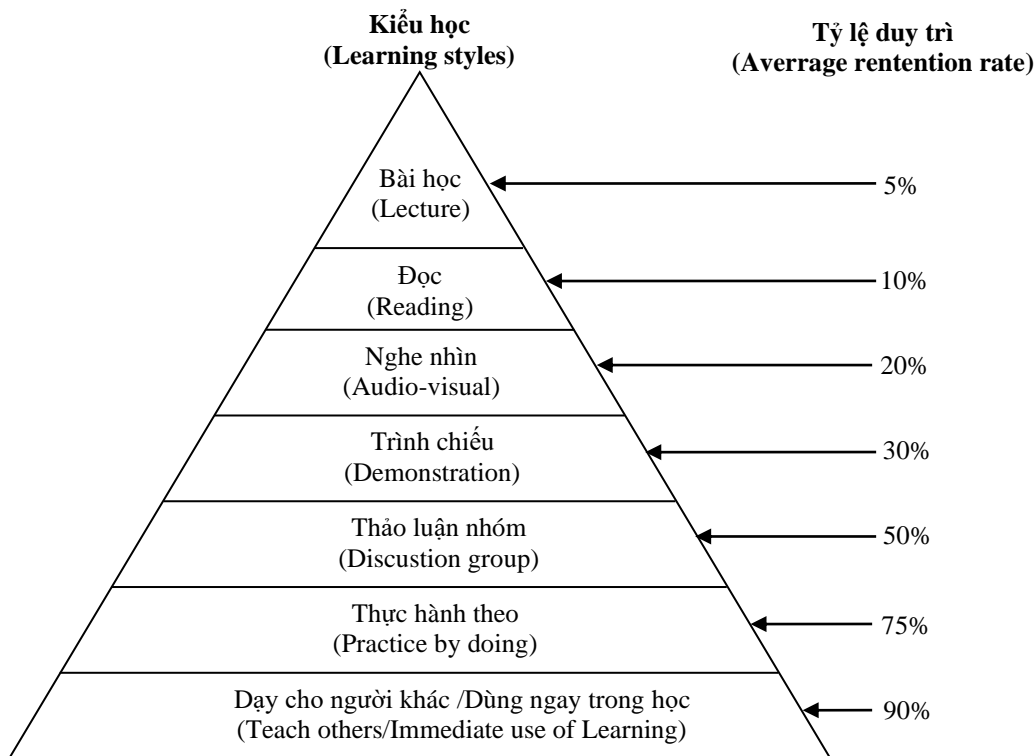 Kiểu học
(Learning styles)
Tỷ lệ duy trì
(Averrage rentention rate)
Bài học
(Lecture)
5%
Đọc
(Reading)
10%
Nghe nhìn
(Audio-visual)
20%
Trình chiếu
(Demonstration)
30%
Thảo luận nhóm
(Discustion group)
50%
Thực hành theo
(Practice by doing)
75%
Dạy cho người khác /Dùng ngay trong học
(Teach others/Immediate use of Learning)
90%